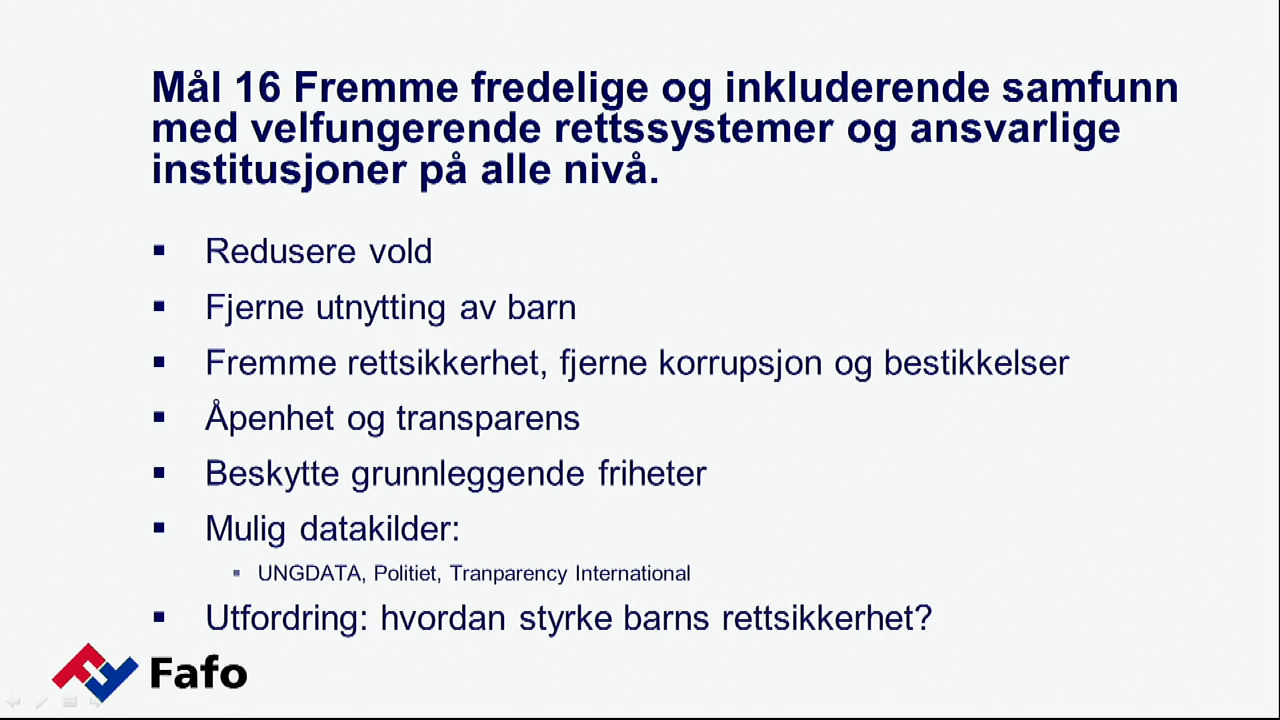 Mål 16 Fremme fredelige og inkluderende samfunn
med velfungerende rettssystemer og ansvarlige
institusjoner på alle nivå.
▪ Redusere vold
▪ Fjerne utnytting av barn
▪ Fremme rettsikkerhet, fjerne korrupsjon og bestikkelser
▪ Åpenhet og transparens
▪ Beskytte grunnleggende friheter
▪ Mulig datakilder:
▪ UNGDATA, Politiet, Tranparency International
▪ Utfordring: hvordan styrke barns rettsikkerhet?
Fafo